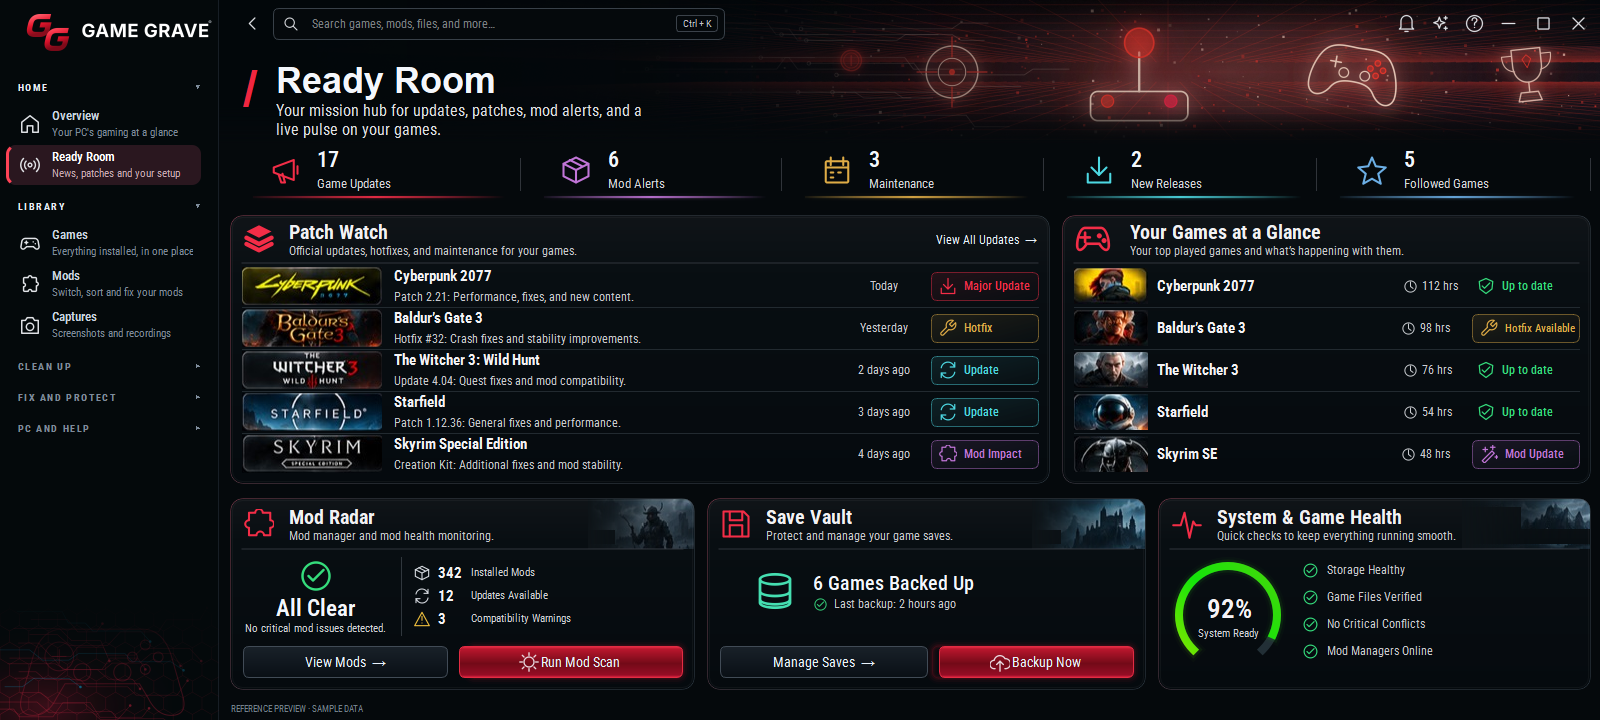 GG GAME GRAVE
Search games, mods, files, and more...
Ctrl + K
HOME
Overview
Your PC's gaming at a glance
Ready Room
News, patches and your setup
LIBRARY
Games
Everything installed, in one place
Mods
Switch, sort and fix your mods
Captures
Screenshots and recordings
CLEAN UP
FIX AND PROTECT
PC AND HELP
/ Ready Room
Your mission hub for updates, patches, mod alerts, and a
live pulse on your games.
17
Game Updates
6
Mod Alerts
3
Maintenance
2
New Releases
5
Followed Games
Patch Watch
Official updates, hotfixes, and maintenance for your games.
View All Updates →
CYBERPUNK
2077
Cyberpunk 2077
Patch 2.21: Performance, fixes, and new content.
Today
Major Update
Baldur's
Gate 3
Baldur's Gate 3
Hotfix #32: Crash fixes and stability improvements.
Yesterday
Hotfix
THE
WITCHER 3
WILD HUNT
The Witcher 3: Wild Hunt
Update 4.04: Quest fixes and mod compatibility.
2 days ago
Update
STARFIELD
Starfield
Patch 1.12.36: General fixes and performance.
3 days ago
Update
SKYRIM
SPECIAL EDITION
Skyrim Special Edition
Creation Kit: Additional fixes and mod stability.
4 days ago
Mod Impact
Your Games at a Glance
Your top played games and what's happening with them.
Cyberpunk 2077
112 hrs
Up to date
Baldur's Gate 3
98 hrs
Hotfix Available
The Witcher 3
76 hrs
Up to date
Starfield
54 hrs
Up to date
Skyrim SE
48 hrs
Mod Update
Mod Radar
Mod manager and mod health monitoring.
All Clear
No critical mod issues detected.
342 Installed Mods
12 Updates Available
3 Compatibility Warnings
View Mods →
Run Mod Scan
Save Vault
Protect and manage your game saves.
6 Games Backed Up
Last backup: 2 hours ago
Manage Saves →
Backup Now
System & Game Health
Quick checks to keep everything running smooth.
92%
System Ready
Storage Healthy
Game Files Verified
No Critical Conflicts
Mod Managers Online
REFERENCE PREVIEW · SAMPLE DATA